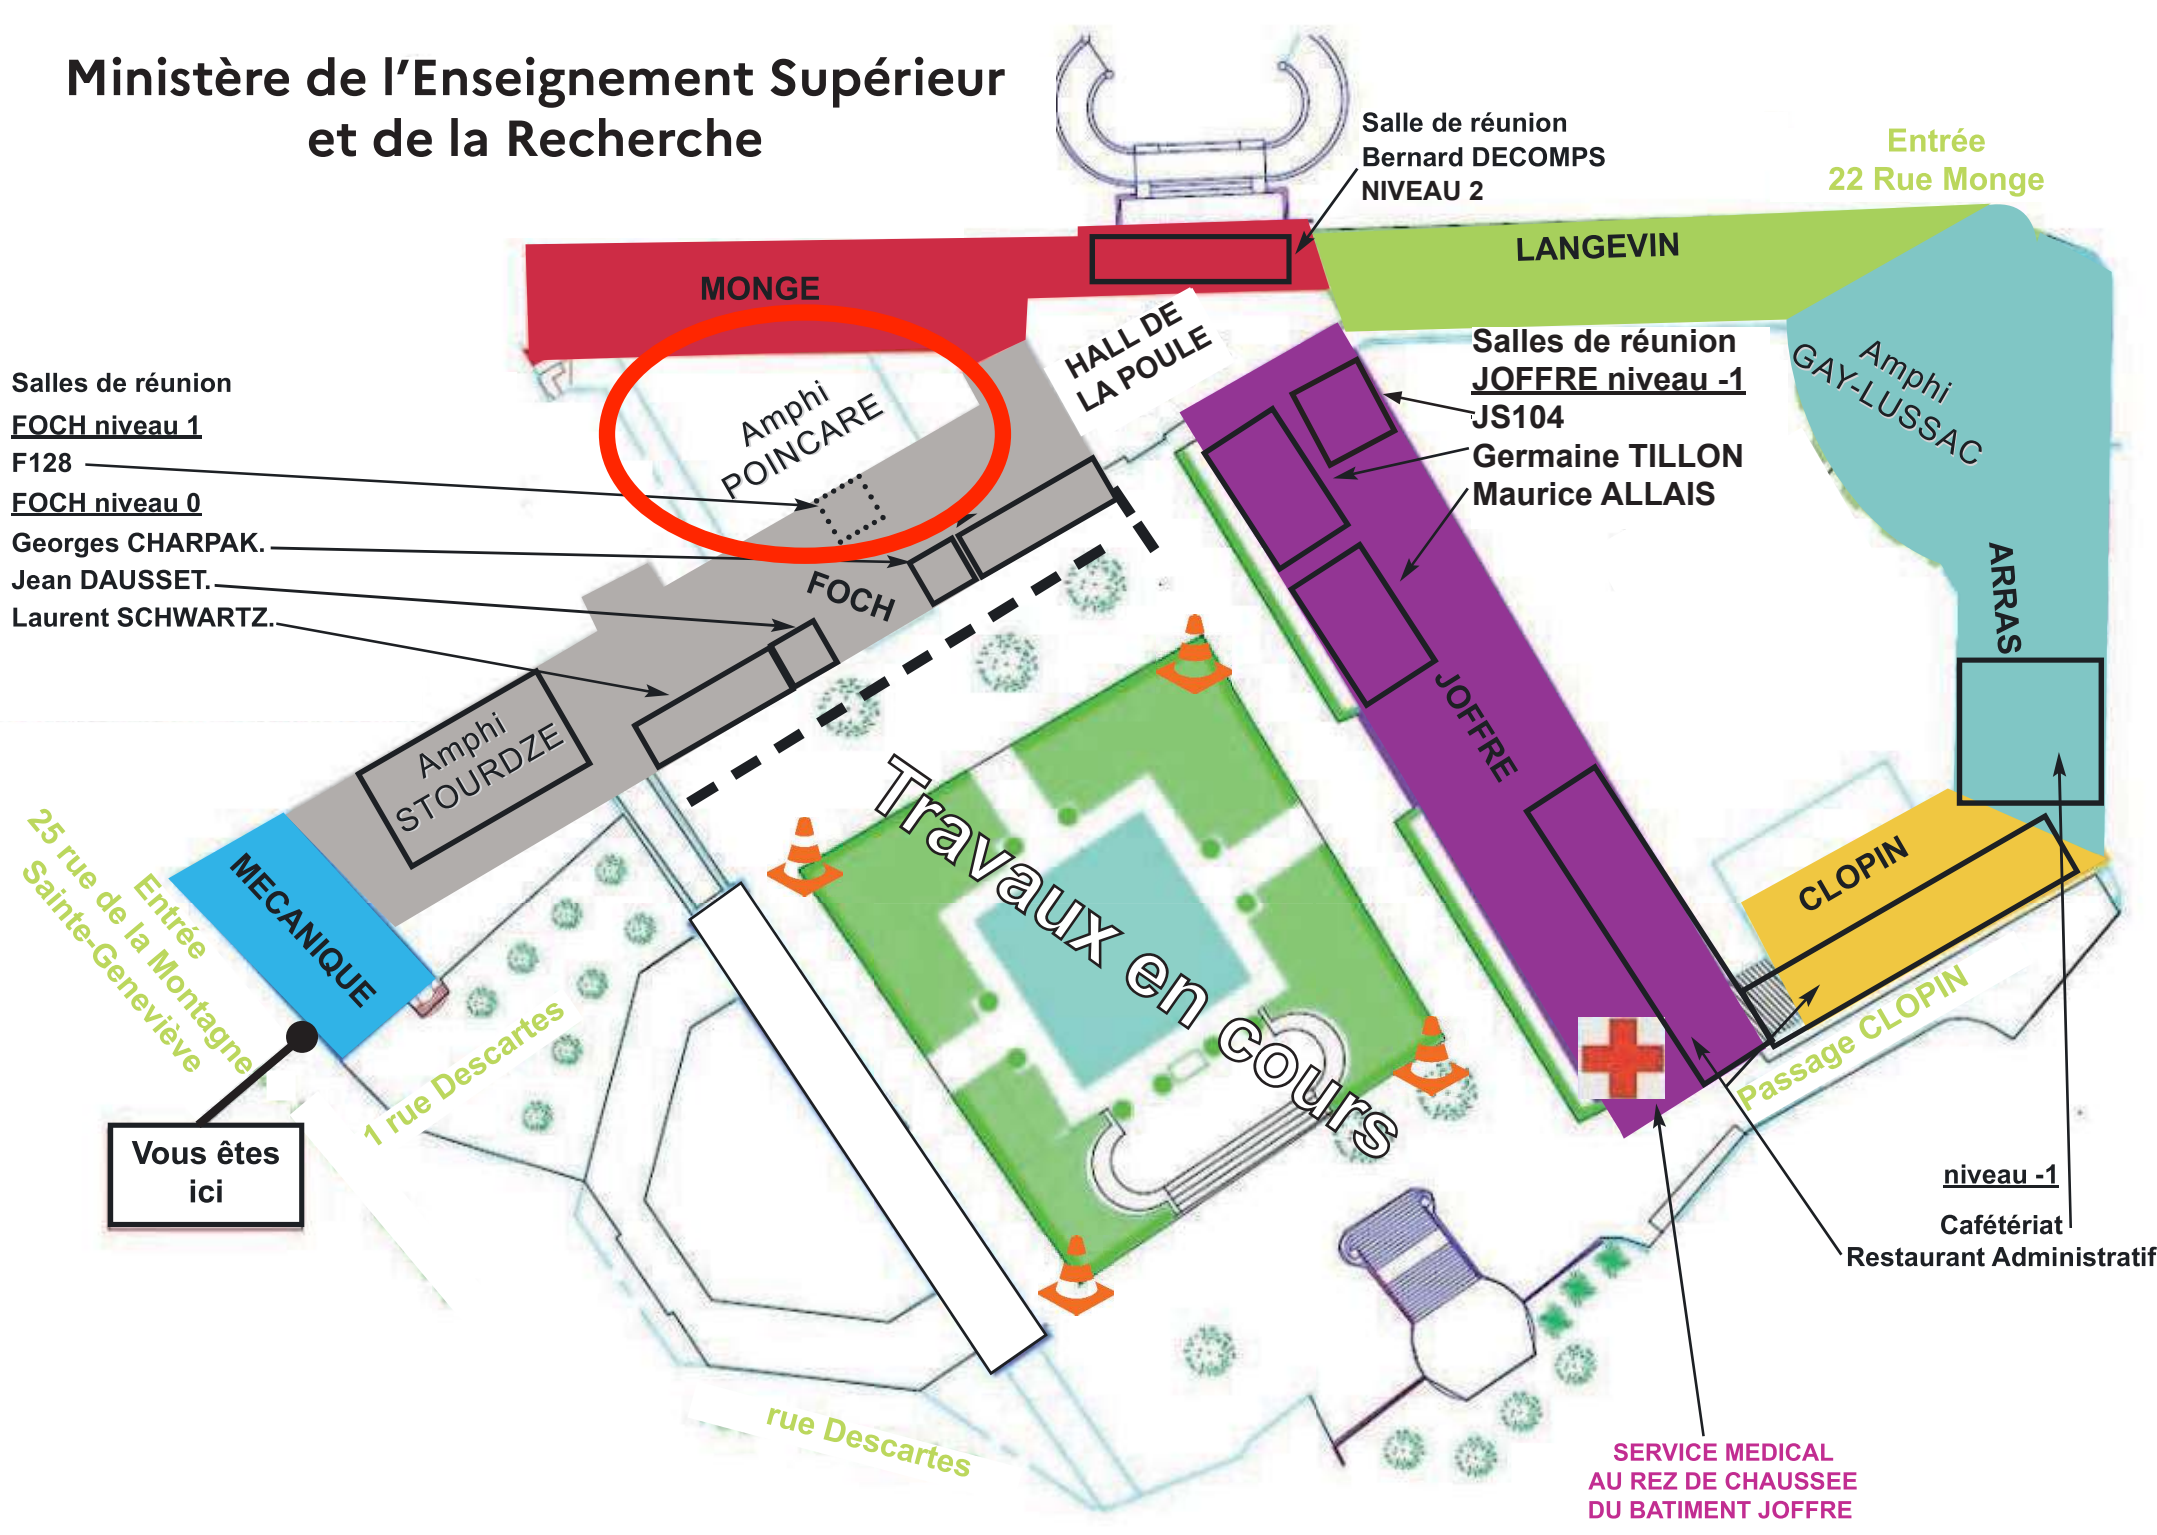 Ministère de l'Enseignement Supérieur
et de la Recherche
Salle de réunion
Bernard DECOMPS
NIVEAU 2
Entrée
22 Rue Monge
MONGE
LANGEVIN
HALL DE
LA POULE
Amphi
POINCARE
Salles de réunion
FOCH niveau 1
F128
FOCH niveau 0
Georges CHARPAK.
Jean DAUSSET.
Laurent SCHWARTZ.
Salles de réunion
JOFFRE niveau -1
JS104
Germaine TILLON
Maurice ALLAIS
Amphi
GAY-LUSSAC
ARRAS
FOCH
JOFFRE
Amphi
STOURDZE
MECANIQUE
Entrée
25 rue de la Montagne
Sainte-Geneviève
1 rue Descartes
Vous êtes
ici
Travaux en cours
CLOPIN
Passage CLOPIN
niveau -1
Cafétériat
Restaurant Administratif
rue Descartes
SERVICE MEDICAL
AU REZ DE CHAUSSEE
DU BATIMENT JOFFRE